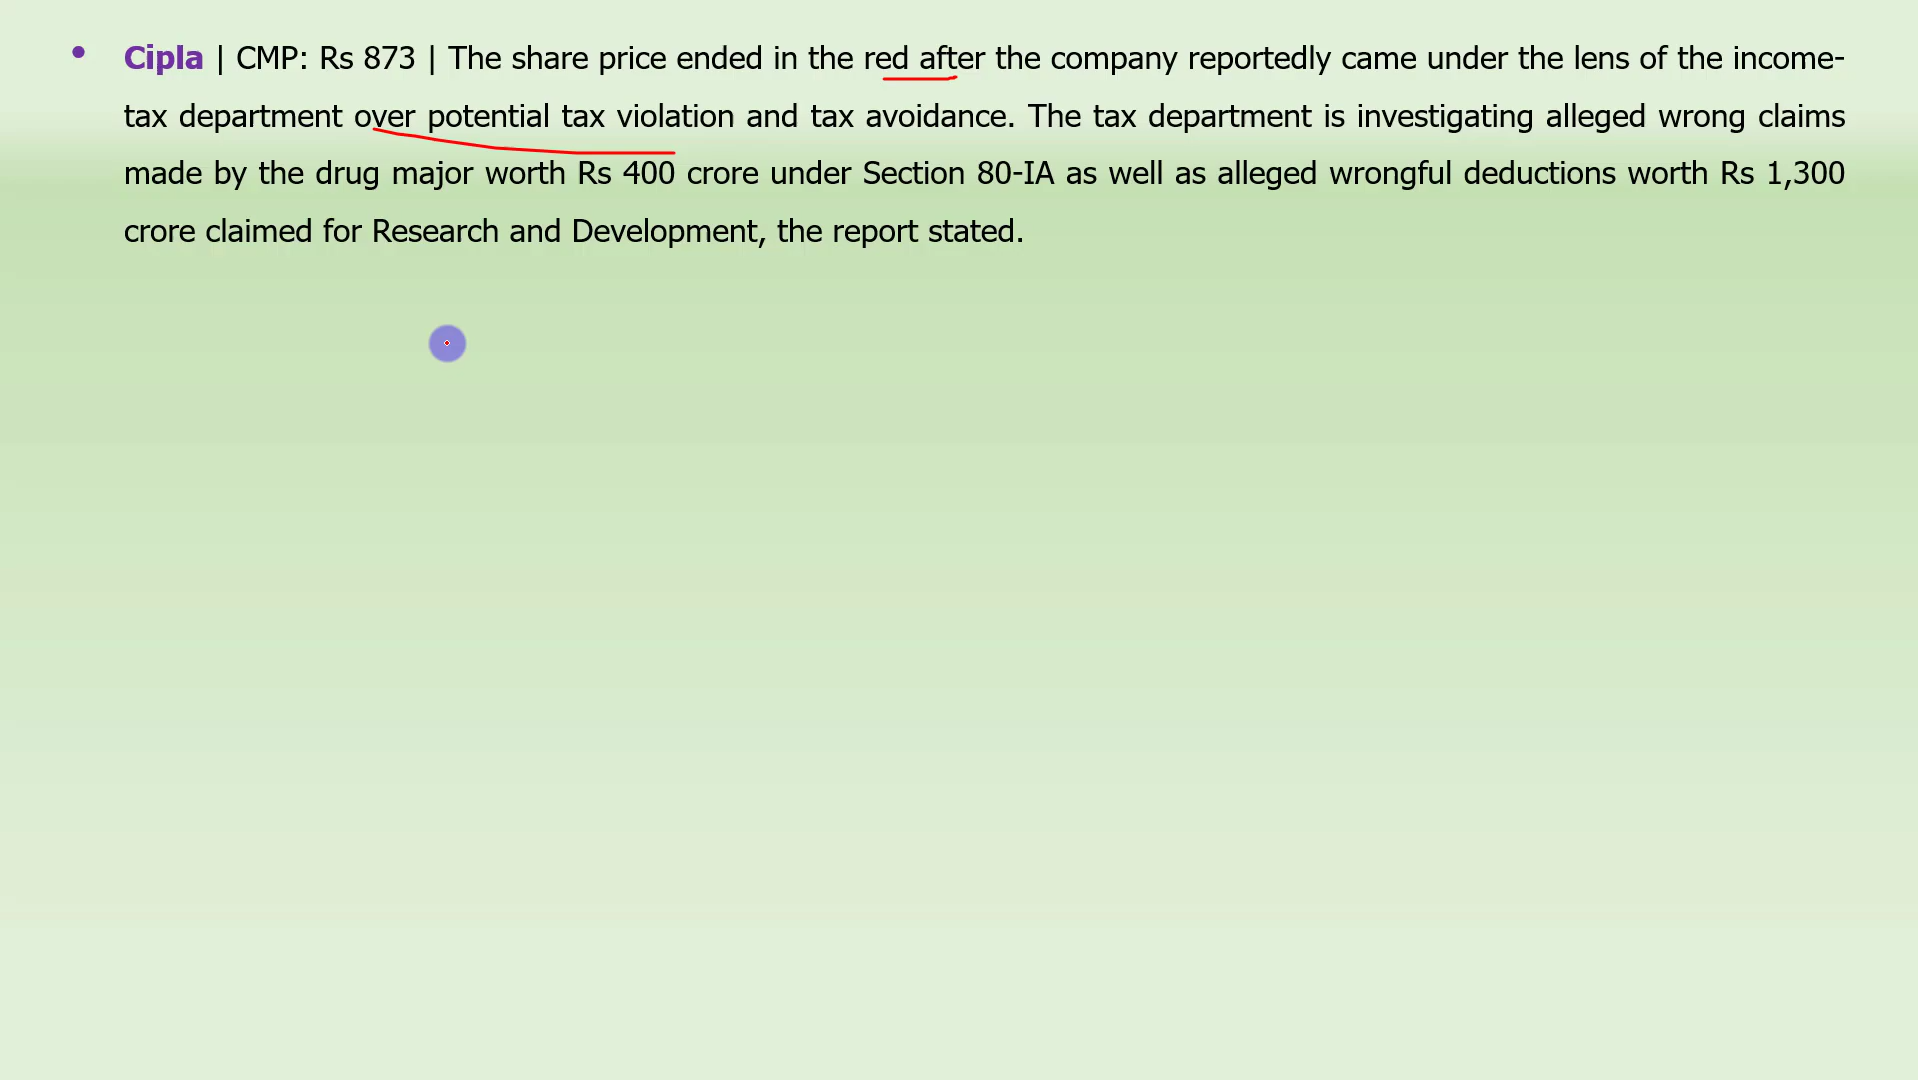 • Cipla | CMP: Rs 873 | The share price ended in the red after the company reportedly came under the lens of the income-
tax department over potential tax violation and tax avoidance. The tax department is investigating alleged wrong claims
made by the drug major worth Rs 400 crore under Section 80-IA as well as alleged wrongful deductions worth Rs 1,300
crore claimed for Research and Development, the report stated.